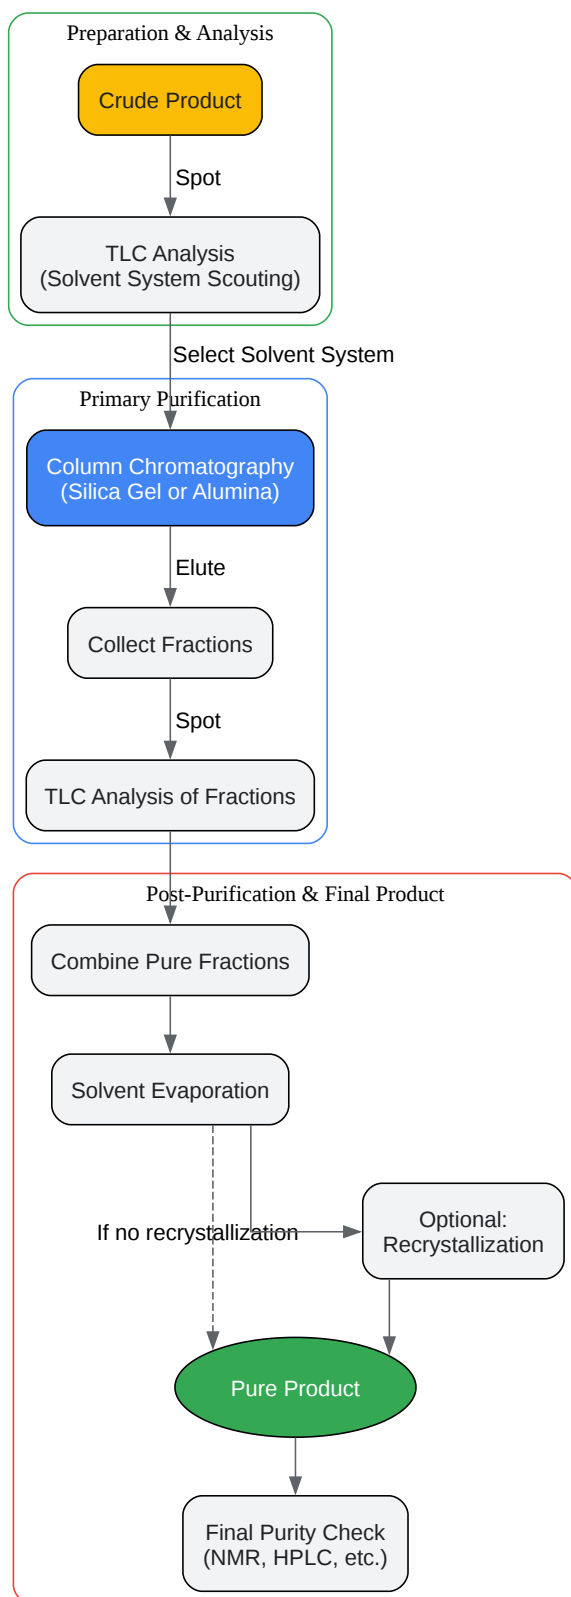 Preparation & Analysis
Crude Product
Spot
TLC Analysis
(Solvent System Scouting)
Select Solvent System
Primary Purification
Column Chromatography
(Silica Gel or Alumina)
Elute
Collect Fractions
Spot
TLC Analysis of Fractions
Post-Purification & Final Product
Combine Pure Fractions
Solvent Evaporation
If no recrystallization
Optional:
Recrystallization
Pure Product
Final Purity Check
(NMR, HPLC, etc.)